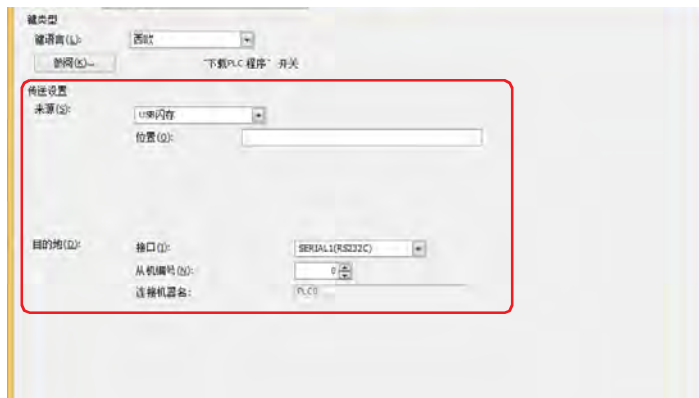 键类型
键语言(L): 西欧
访问(K)... "下载PLC 程序" 开关
传送设置
来源(S): USB闪存
位置(O):
目的地(D): 接口(I): SERIAL1(RS232C)
从机编号(N): 0
连接机器名: PLC0